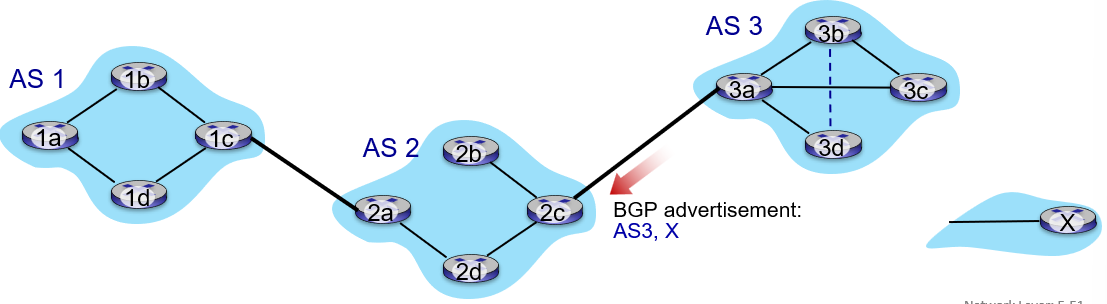 AS 1
1b
1a
1c
1d
AS 2
2b
2a
2c
2d
AS 3
3b
3a
3c
3d
BGP advertisement:
AS3, X
X